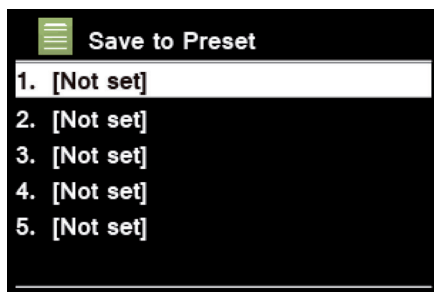 Save to Preset
1. [Not set]
2. [Not set]
3. [Not set]
4. [Not set]
5. [Not set]